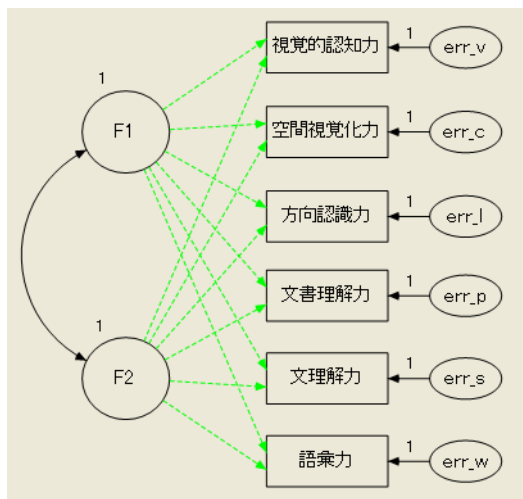 1
視覚的認知力
1
err_v
1
F1
空間視覚化力
1
err_c
方向認識力
1
err_l
文書理解力
1
err_p
1
F2
文理解力
1
err_s
語彙力
1
err_w